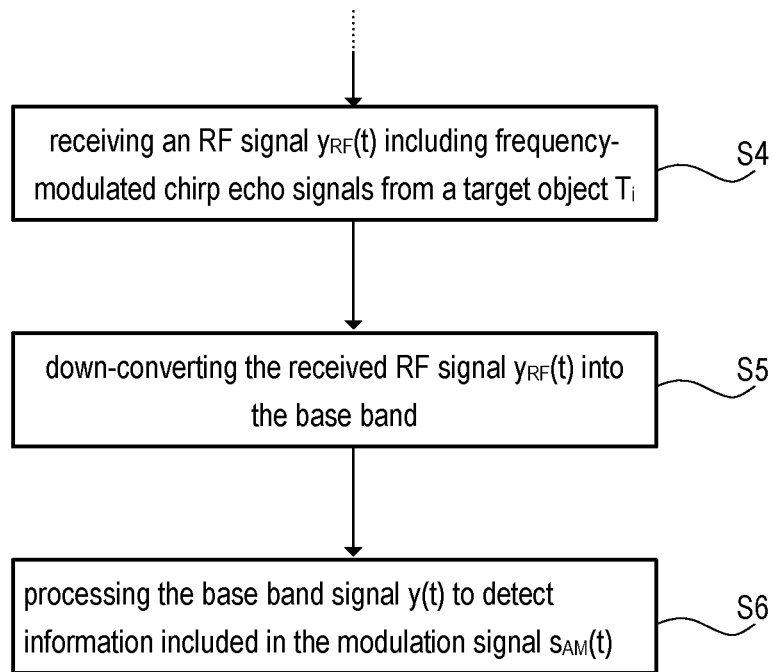 receiving an RF signal yRF(t) including frequency-
modulated chirp echo signals from a target object Ti
S4
down-converting the received RF signal yRF(t) into
the base band
S5
processing the base band signal y(t) to detect
information included in the modulation signal sAM(t)
S6